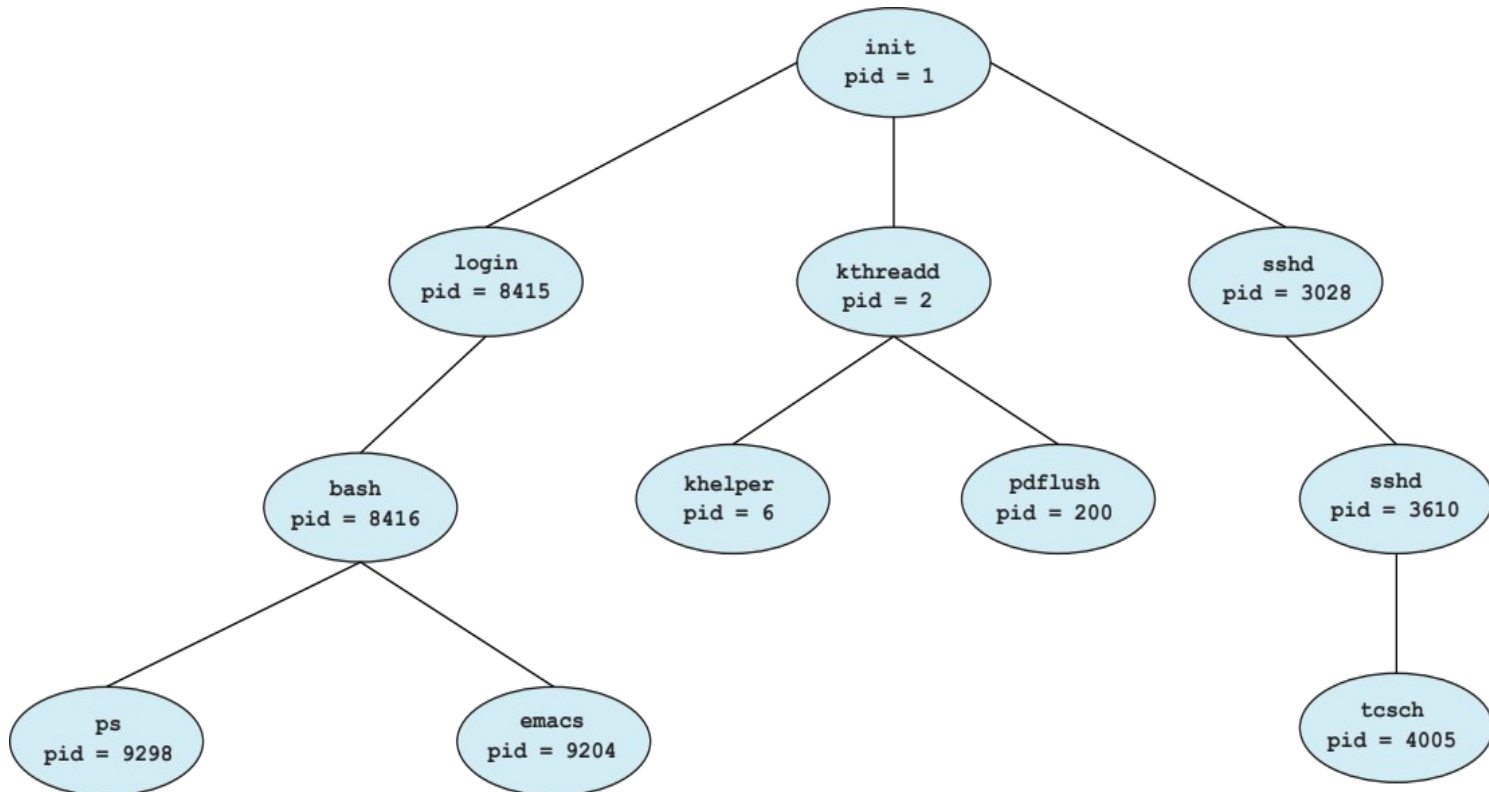 init
pid = 1
login
pid = 8415
kthreadd
pid = 2
sshd
pid = 3028
bash
pid = 8416
khelper
pid = 6
pdflush
pid = 200
sshd
pid = 3610
ps
pid = 9298
emacs
pid = 9204
tcsch
pid = 4005